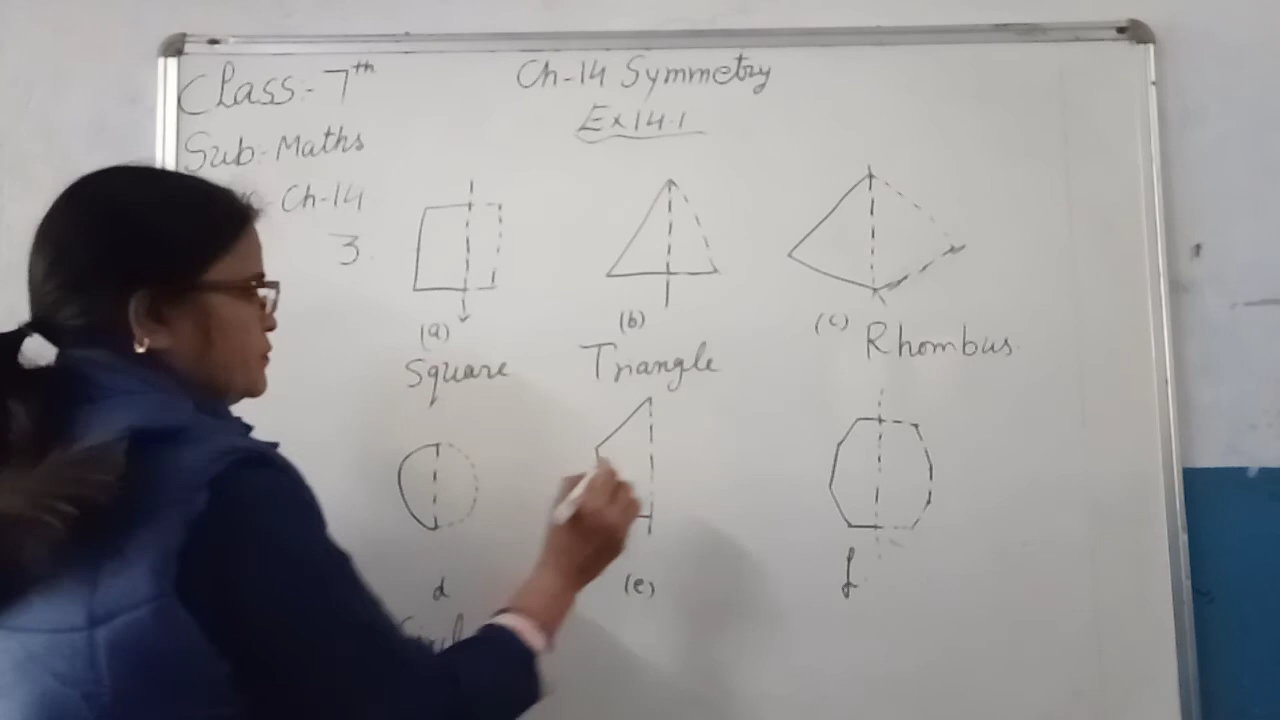 Class:- 7th
Ch-14 Symmetry
Ex 14.1
Sub- Maths
Ch-14
3.
(a)
(b)
(c)
Square
Triangle
Rhombus
d
(e)
f